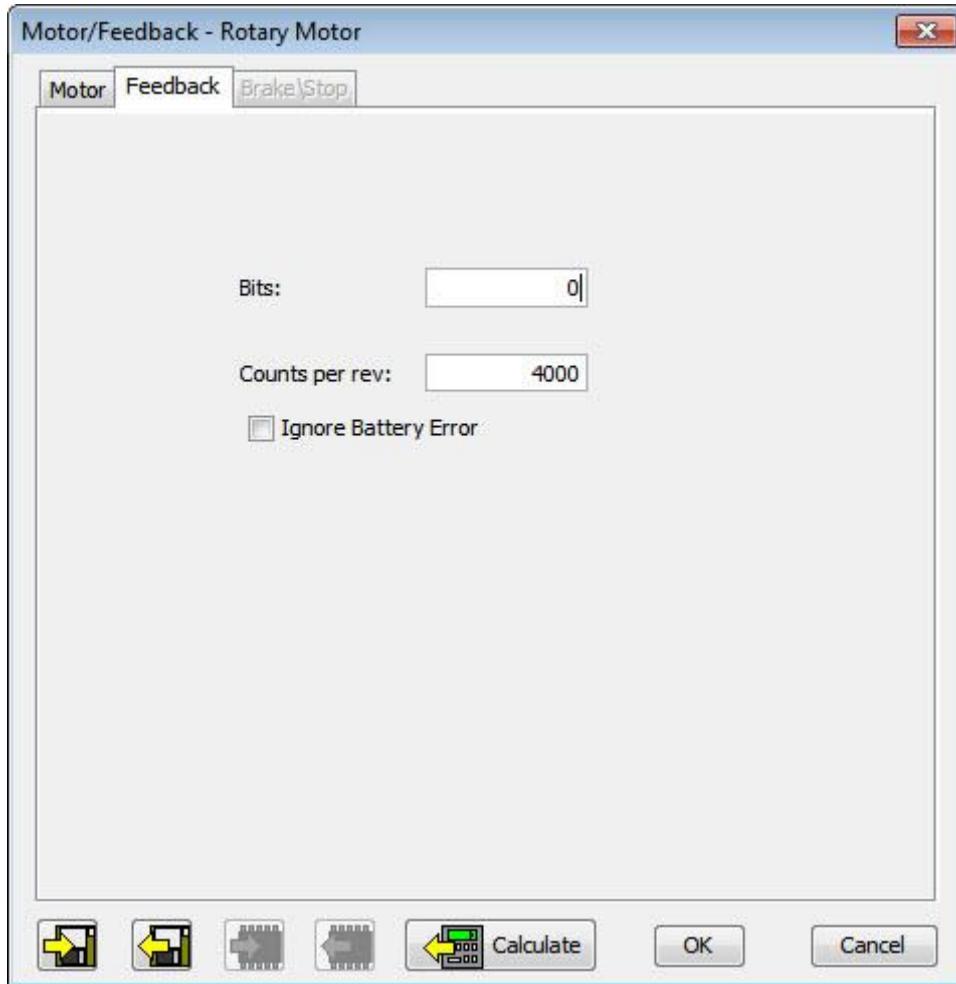 Motor/Feedback - Rotary Motor
Motor Feedback Brake\Stop
Bits: 0
Counts per rev: 4000
Ignore Battery Error
Calculate OK Cancel